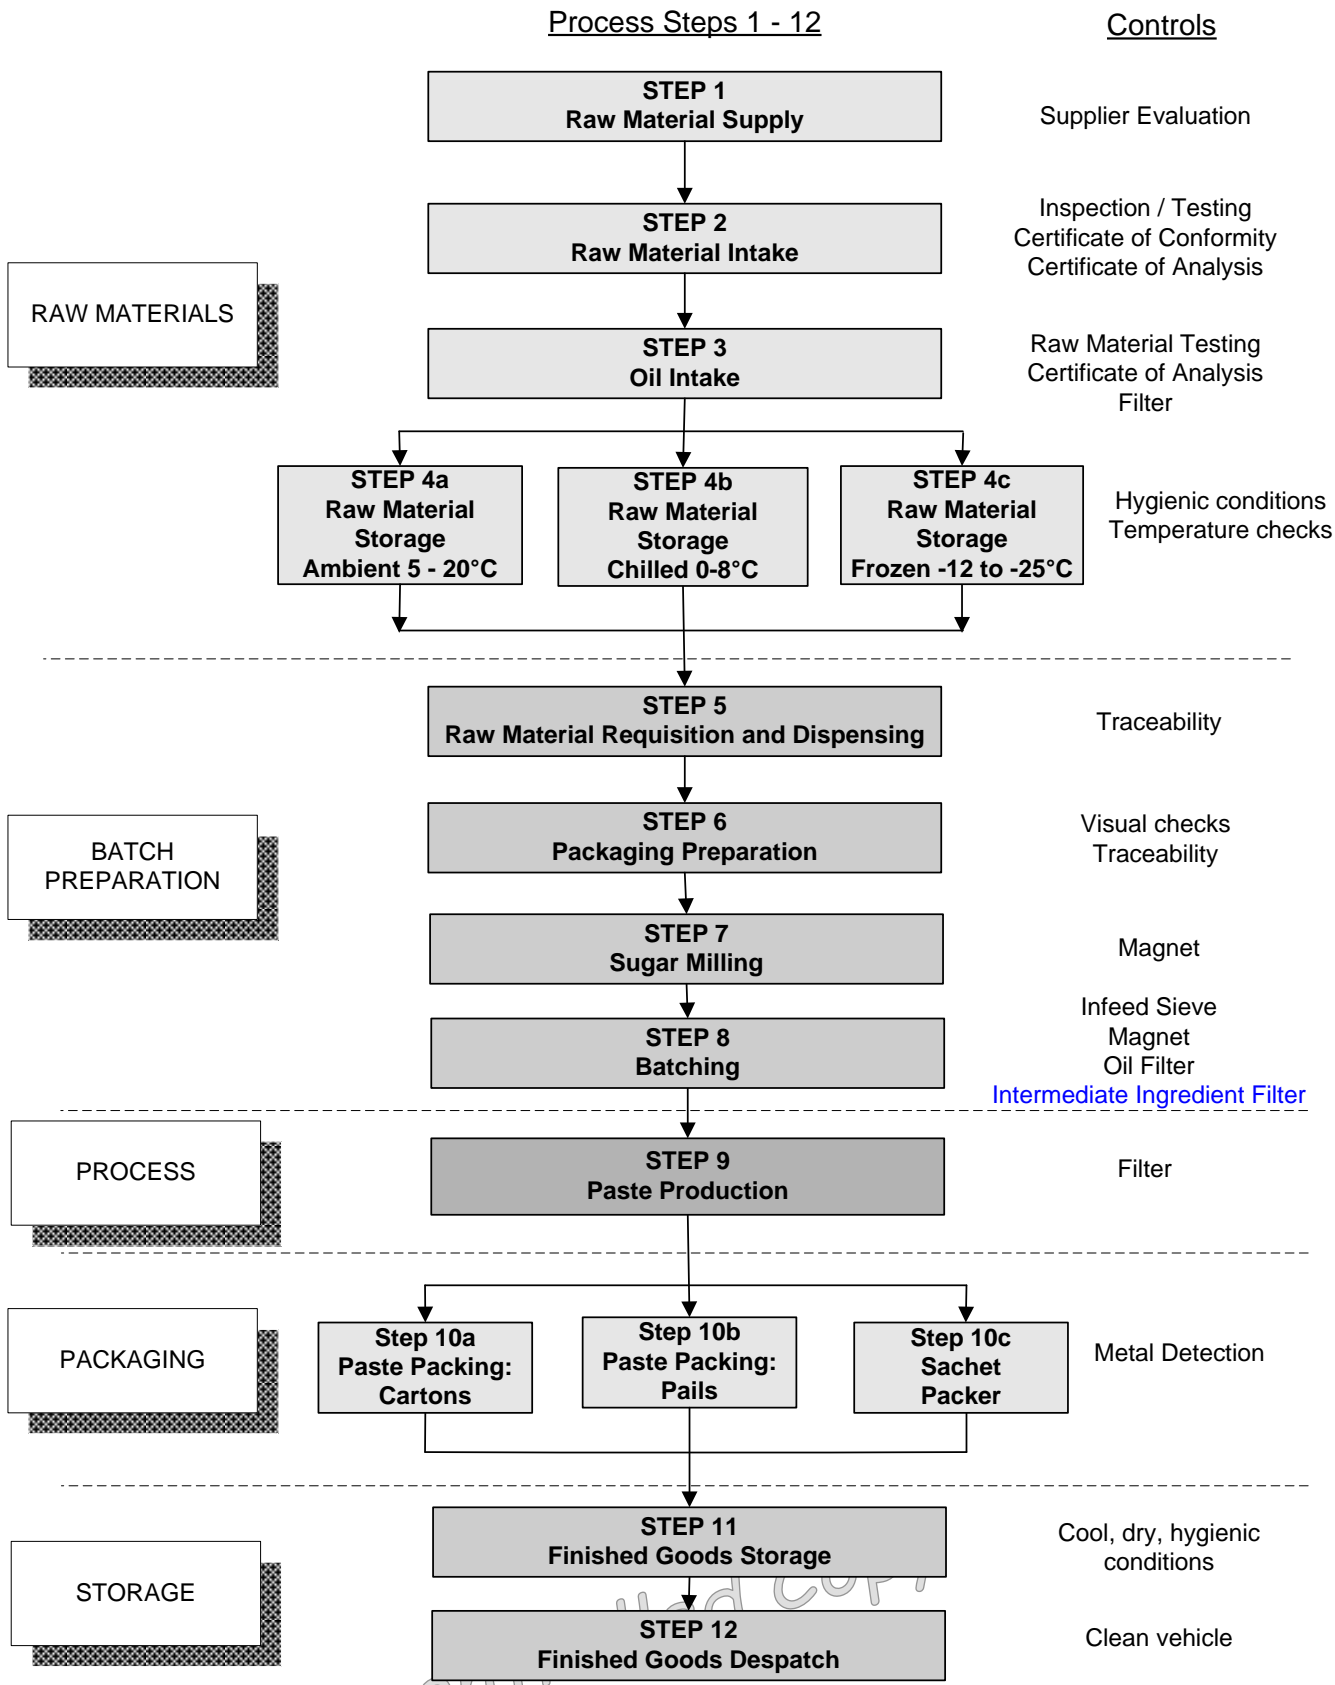 Process Steps 1 - 12
Controls
STEP 1
Raw Material Supply
Supplier Evaluation
STEP 2
Raw Material Intake
Inspection / Testing
Certificate of Conformity
Certificate of Analysis
RAW MATERIALS
STEP 3
Oil Intake
Raw Material Testing
Certificate of Analysis
Filter
STEP 4a
Raw Material
Storage
Ambient 5 - 20°C
STEP 4b
Raw Material
Storage
Chilled 0-8°C
STEP 4c
Raw Material
Storage
Frozen -12 to -25°C
Hygienic conditions
Temperature checks
STEP 5
Raw Material Requisition and Dispensing
Traceability
BATCH
PREPARATION
STEP 6
Packaging Preparation
Visual checks
Traceability
STEP 7
Sugar Milling
Magnet
STEP 8
Batching
Infeed Sieve
Magnet
Oil Filter
Intermediate Ingredient Filter
PROCESS
STEP 9
Paste Production
Filter
PACKAGING
Step 10a
Paste Packing:
Cartons
Step 10b
Paste Packing:
Pails
Step 10c
Sachet
Packer
Metal Detection
STORAGE
STEP 11
Finished Goods Storage
Cool, dry, hygienic
conditions
STEP 12
Finished Goods Despatch
Clean vehicle